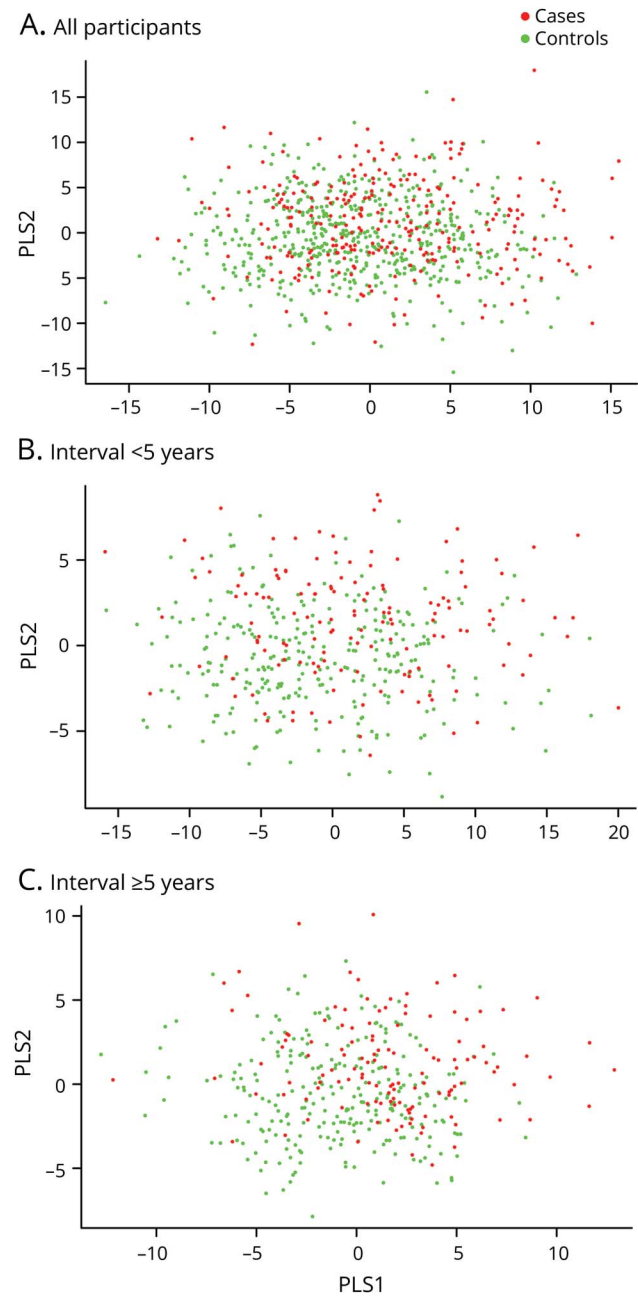 A. All participants
Cases
Controls
15
10
5
0
5
−10
−15
PLS2
−15 −10 −5 0 5 10 15
B. Interval <5 years
5
0
−5
PLS2
−15 −10 −5 0 5 10 15 20
C. Interval ≥5 years
10
5
0
−5
PLS2
−10 −5 0 5 10
PLS1